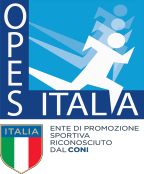 OPES
ITALIA
ITALIA
ENTE DI PROMOZIONE
SPORTIVA
RICONOSCIUTO
DAL CONI